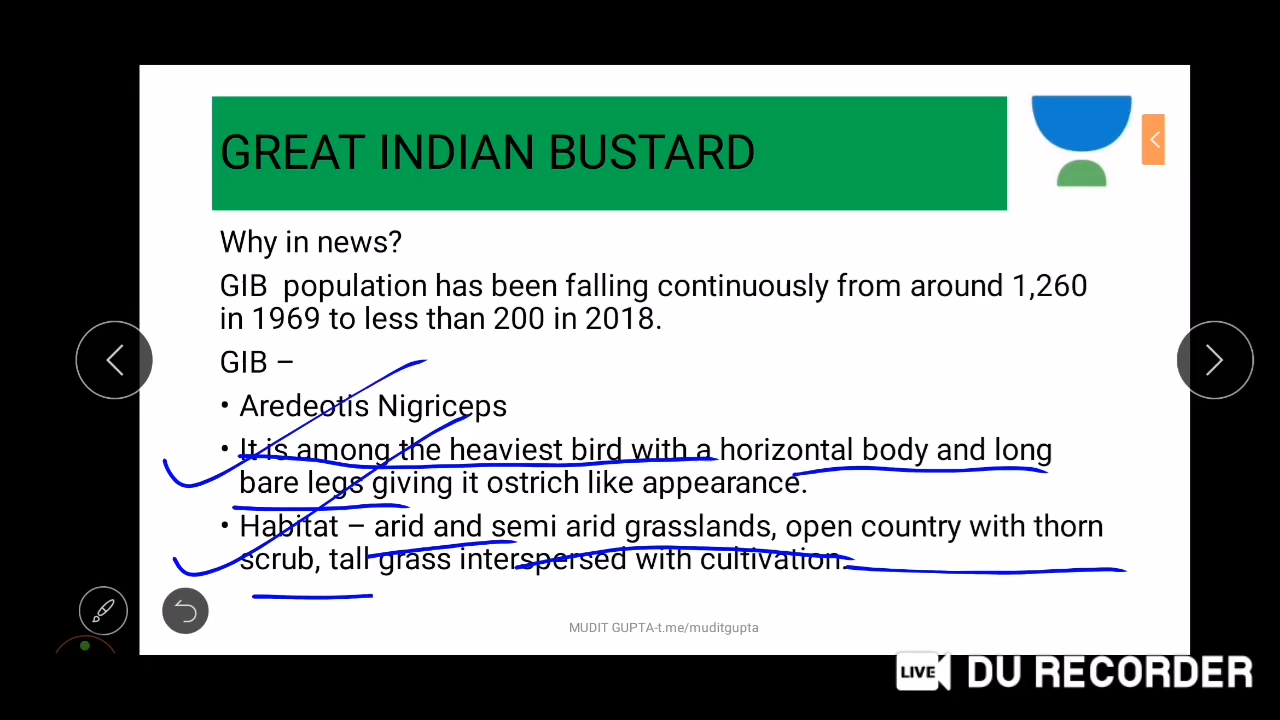 GREAT INDIAN BUSTARD
Why in news?
GIB population has been falling continuously from around 1,260
in 1969 to less than 200 in 2018.
GIB –
• Aredeotis Nigriceps
• It is among the heaviest bird with a horizontal body and long
bare legs giving it ostrich like appearance.
• Habitat – arid and semi arid grasslands, open country with thorn
scrub, tall grass interspersed with cultivation.
MUDIT GUPTA-t.me/muditgupta
LIVE DU RECORDER